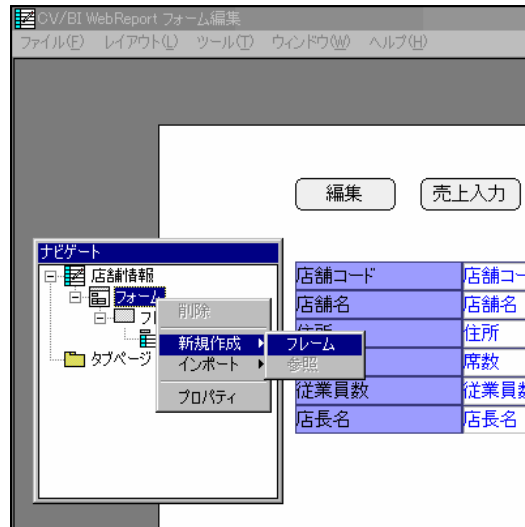 CV/BI WebReport フォーム編集
ファイル(F) レイアウト(L) ツール(T) ウィンドウ(W) ヘルプ(H)
編集 売上入力
ナビゲート
店舗情報
フォーム
フ
タブページ
削除
新規作成
インポート
プロパティ
フレーム
参照
店舗コード 店舗コー
店舗名 店舗名
住所 住所
席数
従業員数 従業員数
店長名 店長名